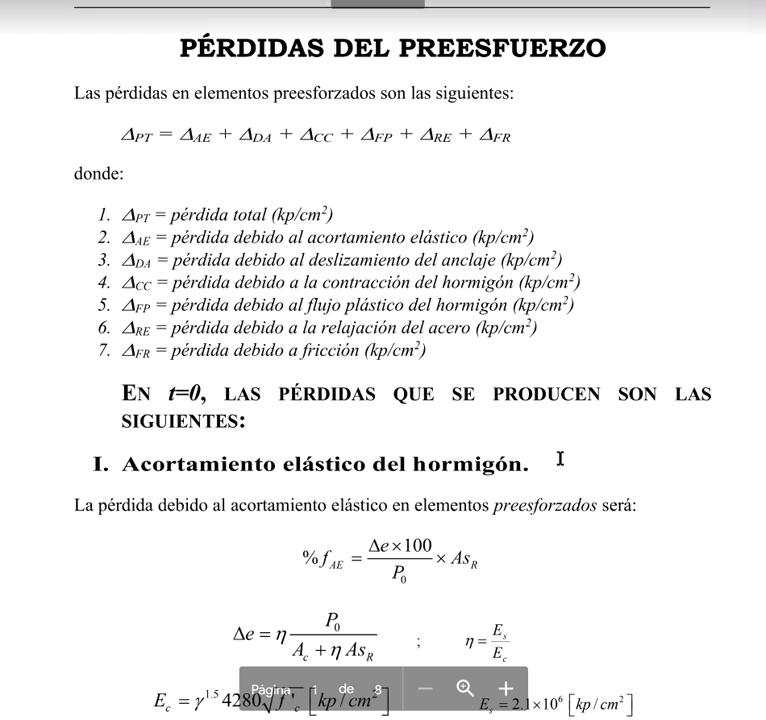 PÉRDIDAS DEL PREESFUERZO
Las pérdidas en elementos preesforzados son las siguientes:
Δ_PT = Δ_AE + Δ_DA + Δ_CC + Δ_FP + Δ_RE + Δ_FR
donde:
1. Δ_PT = pérdida total (kp/cm²)
2. Δ_AE = pérdida debido al acortamiento elástico (kp/cm²)
3. Δ_DA = pérdida debido al deslizamiento del anclaje (kp/cm²)
4. Δ_CC = pérdida debido a la contracción del hormigón (kp/cm²)
5. Δ_FP = pérdida debido al flujo plástico del hormigón (kp/cm²)
6. Δ_RE = pérdida debido a la relajación del acero (kp/cm²)
7. Δ_FR = pérdida debido a fricción (kp/cm²)
EN t=0, LAS PÉRDIDAS QUE SE PRODUCEN SON LAS
SIGUIENTES:
I. Acortamiento elástico del hormigón.
La pérdida debido al acortamiento elástico en elementos preesforzados será:
%f_AE = (Δe×100)/P_0 × As_R
Δe = η P_0/(A_c + η As_R) ; η = E_s/E_c
E_c = γ^1.5 4280√f'_c [kp/cm²] E_s = 2.1×10⁶ [kp/cm²]
Página 1 de 8 — +